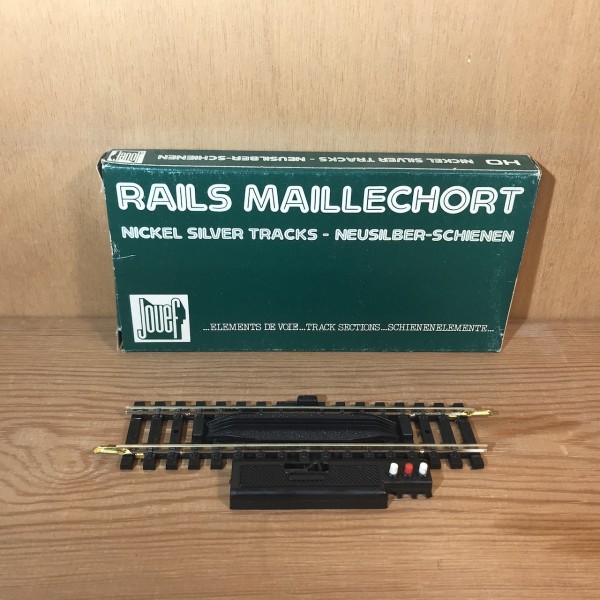 Jouef
HO NICKEL SILVER TRACKS - NEUSILBER-SCHIENEN
RAILS MAILLECHORT
NICKEL SILVER TRACKS - NEUSILBER-SCHIENEN
Jouef
...ELEMENTS DE VOIE...TRACK SECTIONS...SCHIENENELEMENTE...